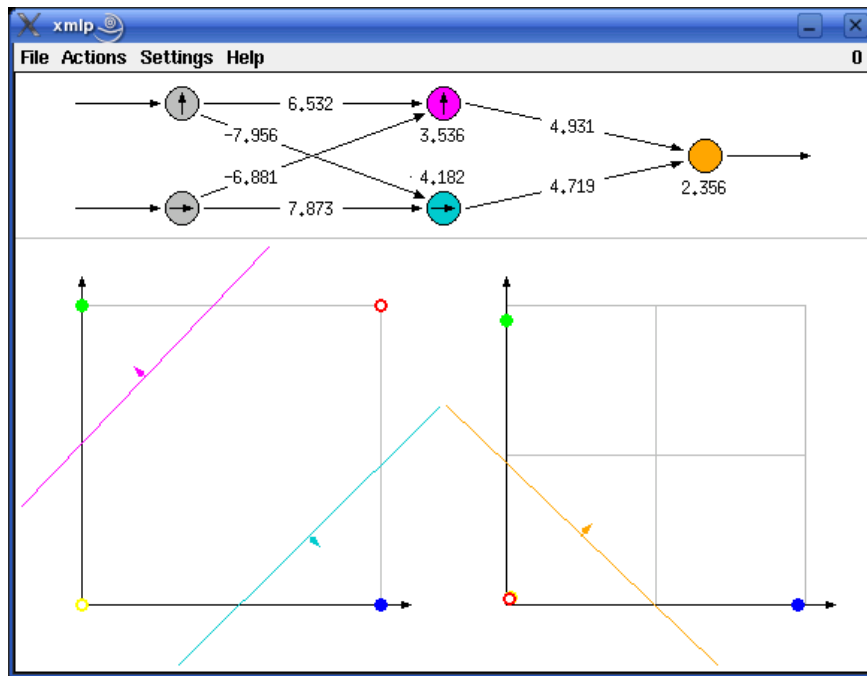 xmlp
File Actions Settings Help 0
6.532
-7.956 3.536 4.931
-6.881 4.182 2.356
7.873 4.719